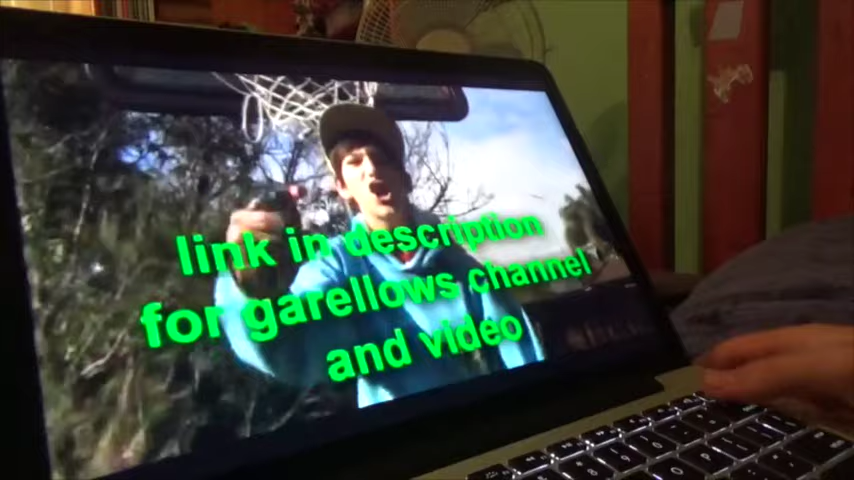 link in description
for garellows channel
and video